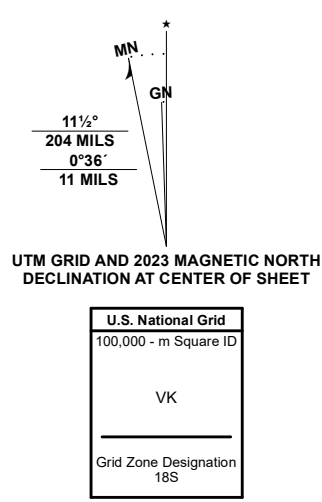 ★
MN
GN
11½°
204 MILS
0°36´
11 MILS
UTM GRID AND 2023 MAGNETIC NORTH
DECLINATION AT CENTER OF SHEET
U.S. National Grid
100,000 - m Square ID
VK
Grid Zone Designation
18S